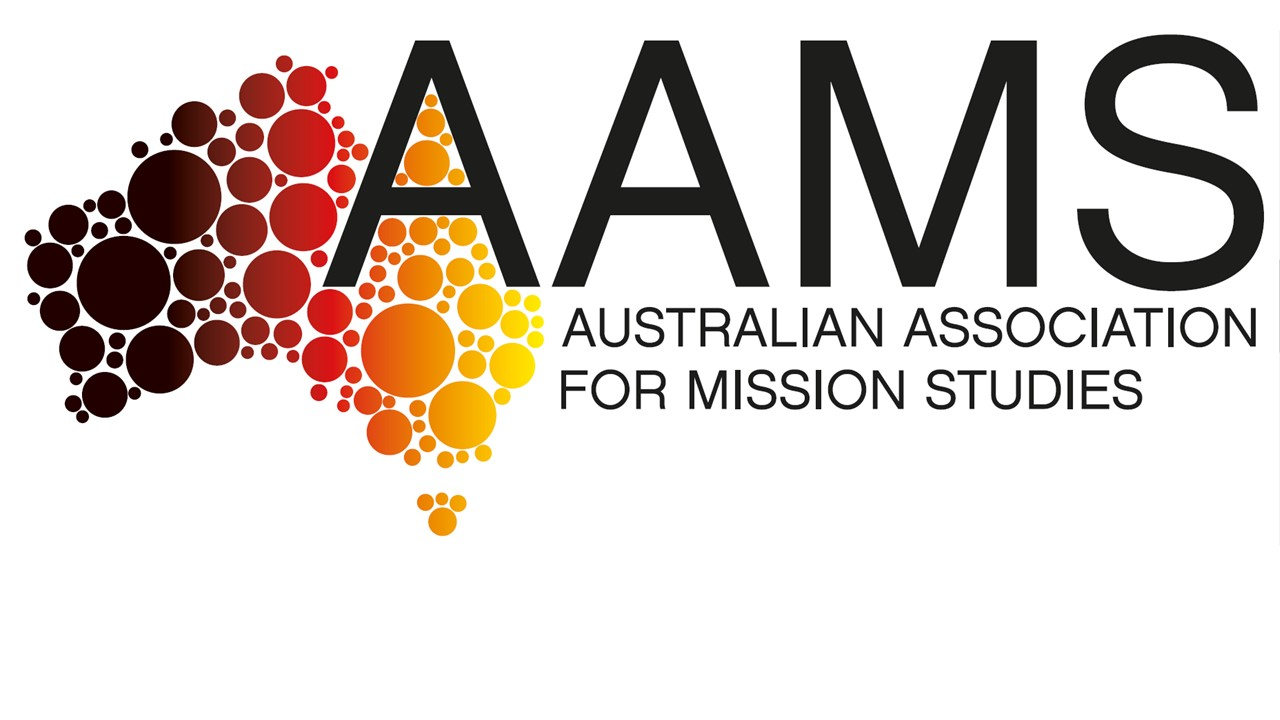 AAMS
AUSTRALIAN ASSOCIATION
FOR MISSION STUDIES